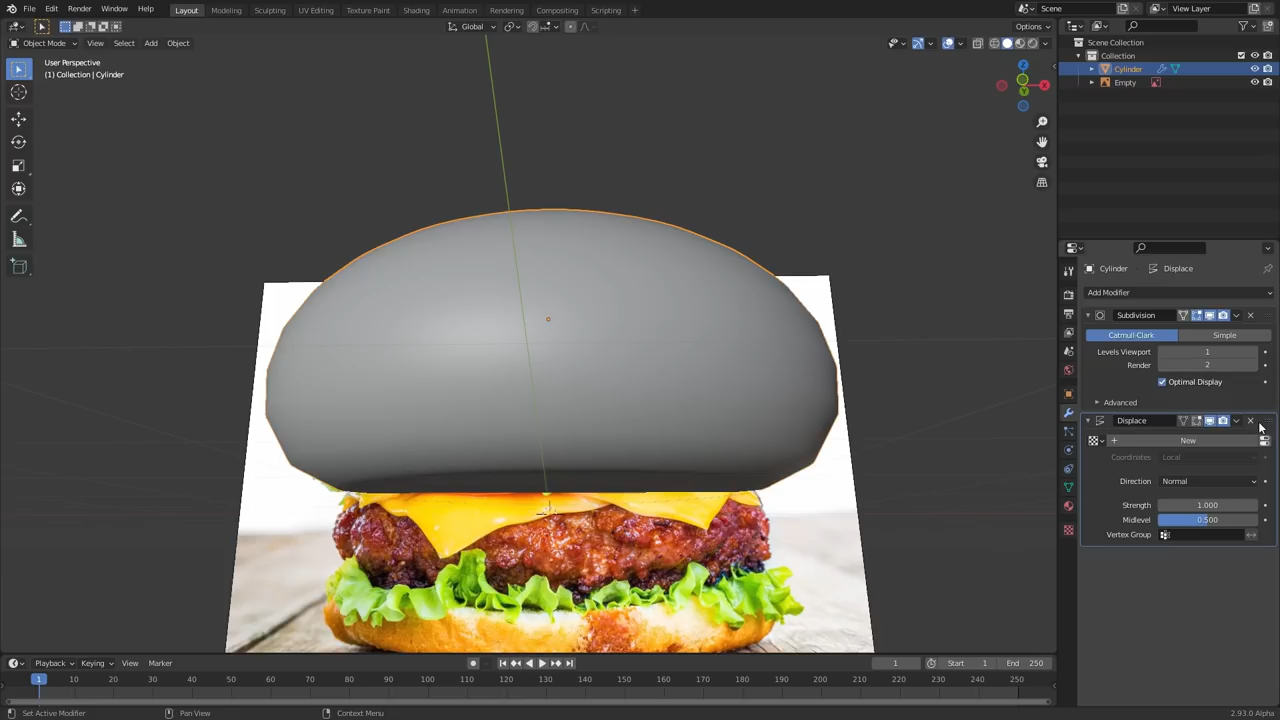 File Edit Render Window Help Layout Modeling Sculpting UV Editing Texture Paint Shading Animation Rendering Compositing Scripting + Scene View Layer
Global Options
Object Mode View Select Add Object
User Perspective
(1) Collection | Cylinder
Z
Y
X
Scene Collection
Collection
Cylinder
Empty
Cylinder Displace
Add Modifier
Subdivision
Catmull-Clark Simple
Levels Viewport 1
Render 2
Optimal Display
Advanced
Displace
New
Coordinates Local
Direction Normal
Strength 1.000
Midlevel 0.500
Vertex Group
Playback Keying View Marker 1 Start 1 End 250
1 10 20 30 40 50 60 70 80 90 100 110 120 130 140 150 160 170 180 190 200 210 220 230 240 250
Set Active Modifier Pan View Context Menu 2.93.0 Alpha